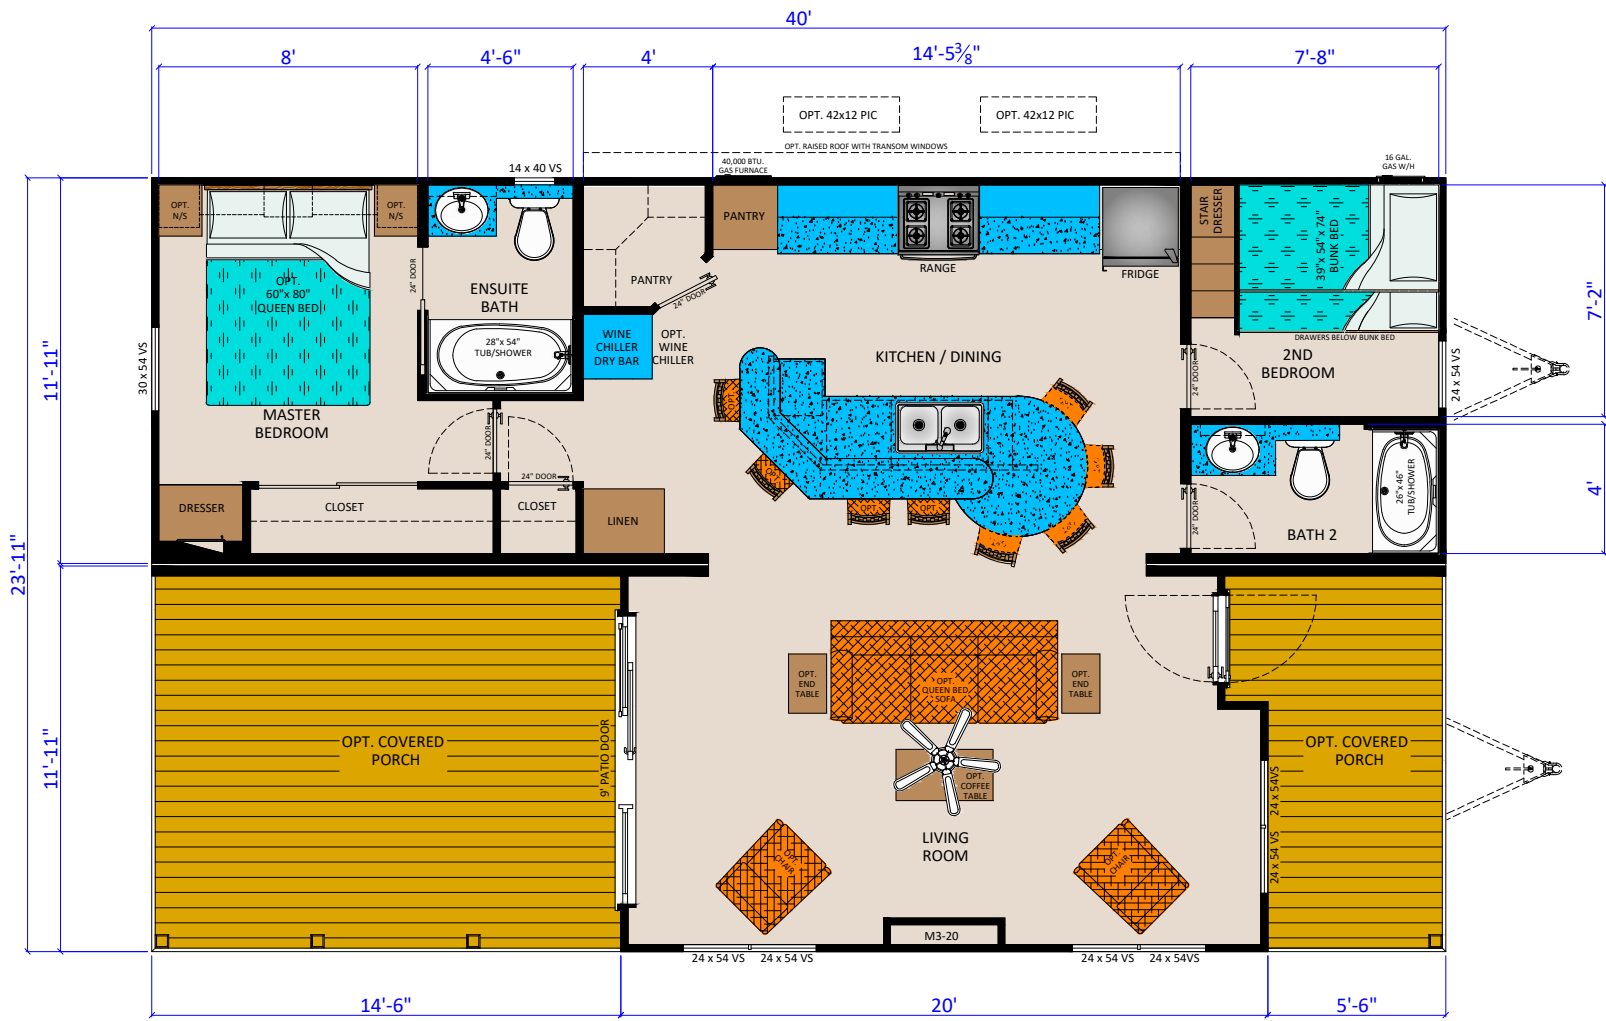 40'
8'
4'-6"
4'
14'-5⅜"
7'-8"
OPT. 42x12 PIC
OPT. 42x12 PIC
OPT. RAISED ROOF WITH TRANSOM WINDOWS
14 x 40 VS
40,000 BTU.
GAS FURNACE
16 GAL.
GAS W/H
OPT.
N/S
OPT.
N/S
OPT.
60"x 80"
QUEEN BED
24" DOOR
ENSUITE
BATH
28"x 54"
TUB/SHOWER
PANTRY
24" DOOR
PANTRY
RANGE
FRIDGE
STAIR
DRESSER
39"x 54"x 74"
BUNK BED
DRAWERS BELOW BUNK BED
WINE
CHILLER
DRY BAR
OPT.
WINE
CHILLER
KITCHEN / DINING
2ND
BEDROOM
24" DOOR
24 x 54 VS
7'-2"
30 x 54 VS
11'-11"
MASTER
BEDROOM
24" DOOR
24" DOOR
OPT.
OPT.
OPT.
OPT.
DRESSER
CLOSET
CLOSET
LINEN
24" DOOR
BATH 2
26"x 46"
TUB/SHOWER
4'
23'-11"
11'-11"
OPT. COVERED
PORCH
9' PATIO DOOR
OPT.
END
TABLE
OPT.
QUEEN BED
SOFA
OPT.
END
TABLE
OPT.
COFFEE
TABLE
OPT. COVERED
PORCH
24 x 54VS
24 x 54 VS
LIVING
ROOM
OPT.
CHAIR
OPT.
CHAIR
M3-20
24 x 54 VS
24 x 54 VS
24 x 54 VS
24 x 54VS
14'-6"
20'
5'-6"